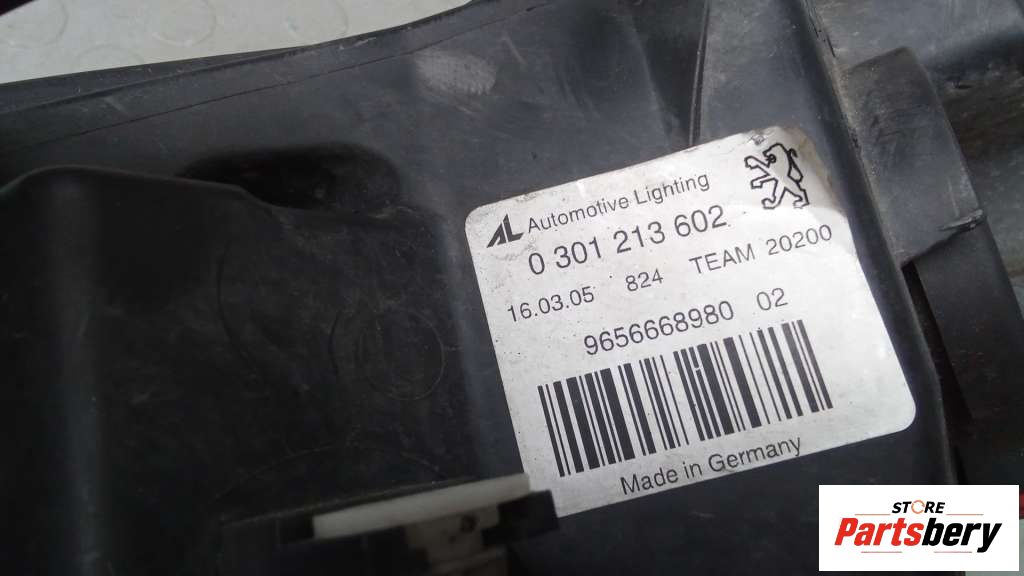 AL Automotive Lighting
0 301 213 602
16.03.05 824 TEAM 20200
9656668980 02
Made in Germany
STORE
Partsbery